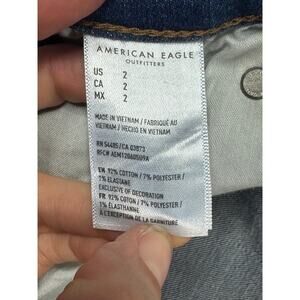 AMERICAN EAGLE
OUTFITTERS
US 2
CA 2
MX 2
MADE IN VIETNAM / FABRIQUÉ AU
VIETNAM / HECHO EN VIETNAM
RN 54485/CA 03873
RFC# AEM1206050S9A
EN 92% COTTON / 7% POLYESTER /
1% ELASTANE
EXCLUSIVE OF DECORATION
FR 92% COTON / 7% POLYESTER /
1% ÉLASTHANNE
À L'EXCEPTION DE LA GARNITURE